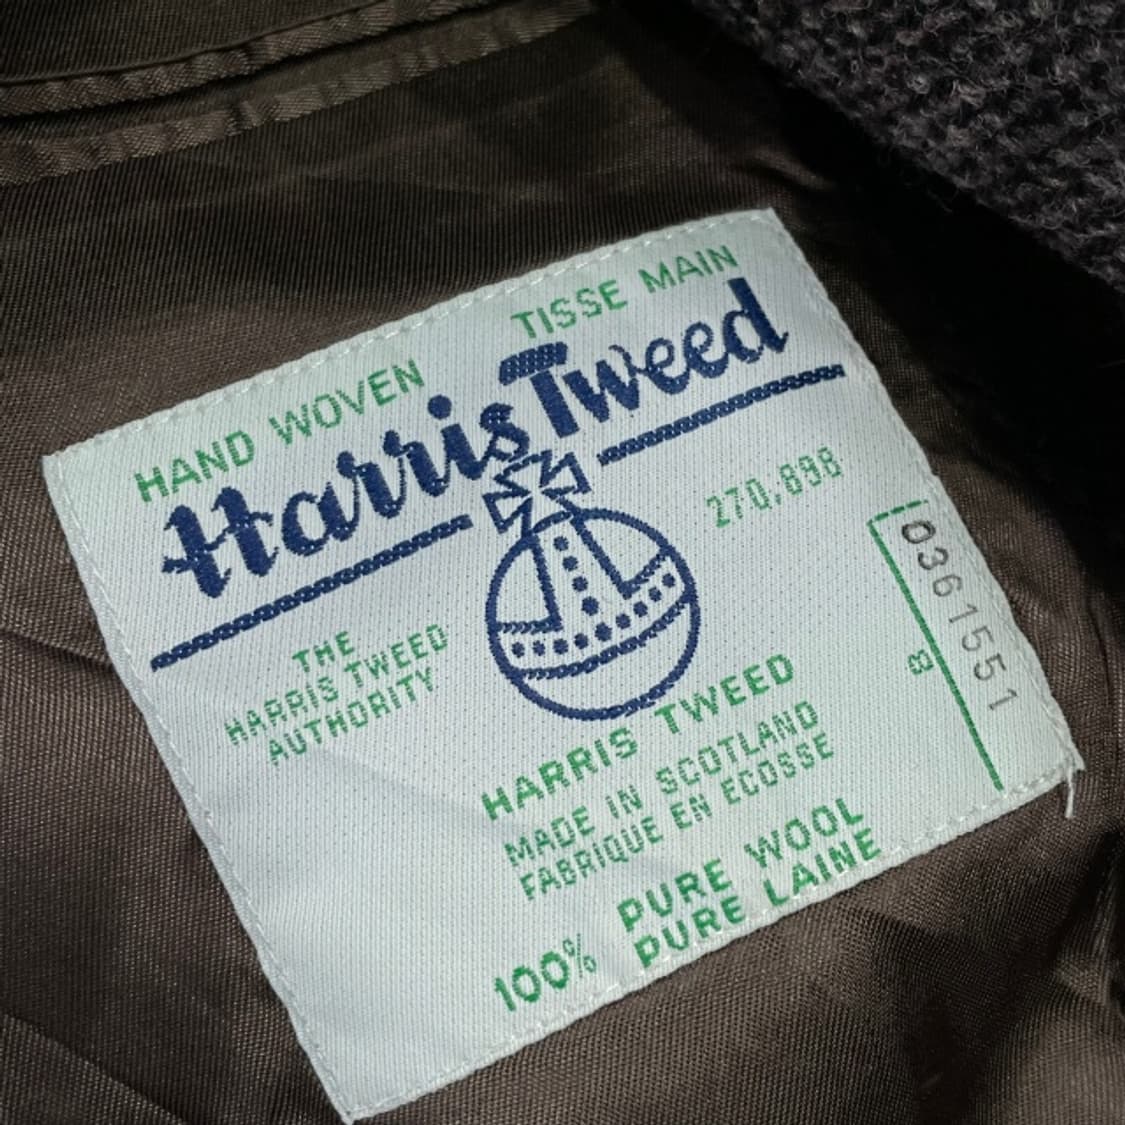 HAND WOVEN TISSE MAIN
Harris Tweed
270,898
THE
HARRIS TWEED
AUTHORITY
HARRIS TWEED
MADE IN SCOTLAND
FABRIQUE EN ECOSSE
100% PURE WOOL
PURE LAINE
0361551
B